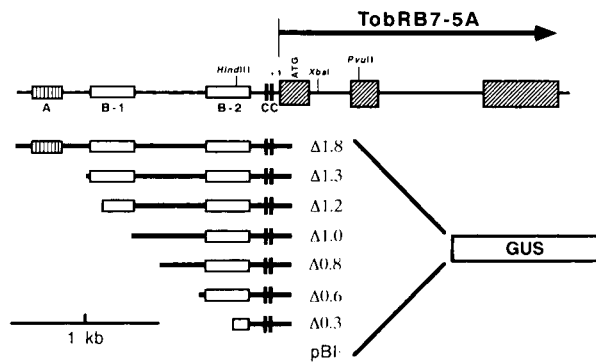 TobRB7-5A
HindIII
+1
ATG
XbaI
PvuII
A
B-1
B-2
CC
Δ1.8
Δ1.3
Δ1.2
Δ1.0
Δ0.8
Δ0.6
Δ0.3
pBI-
GUS
1 kb